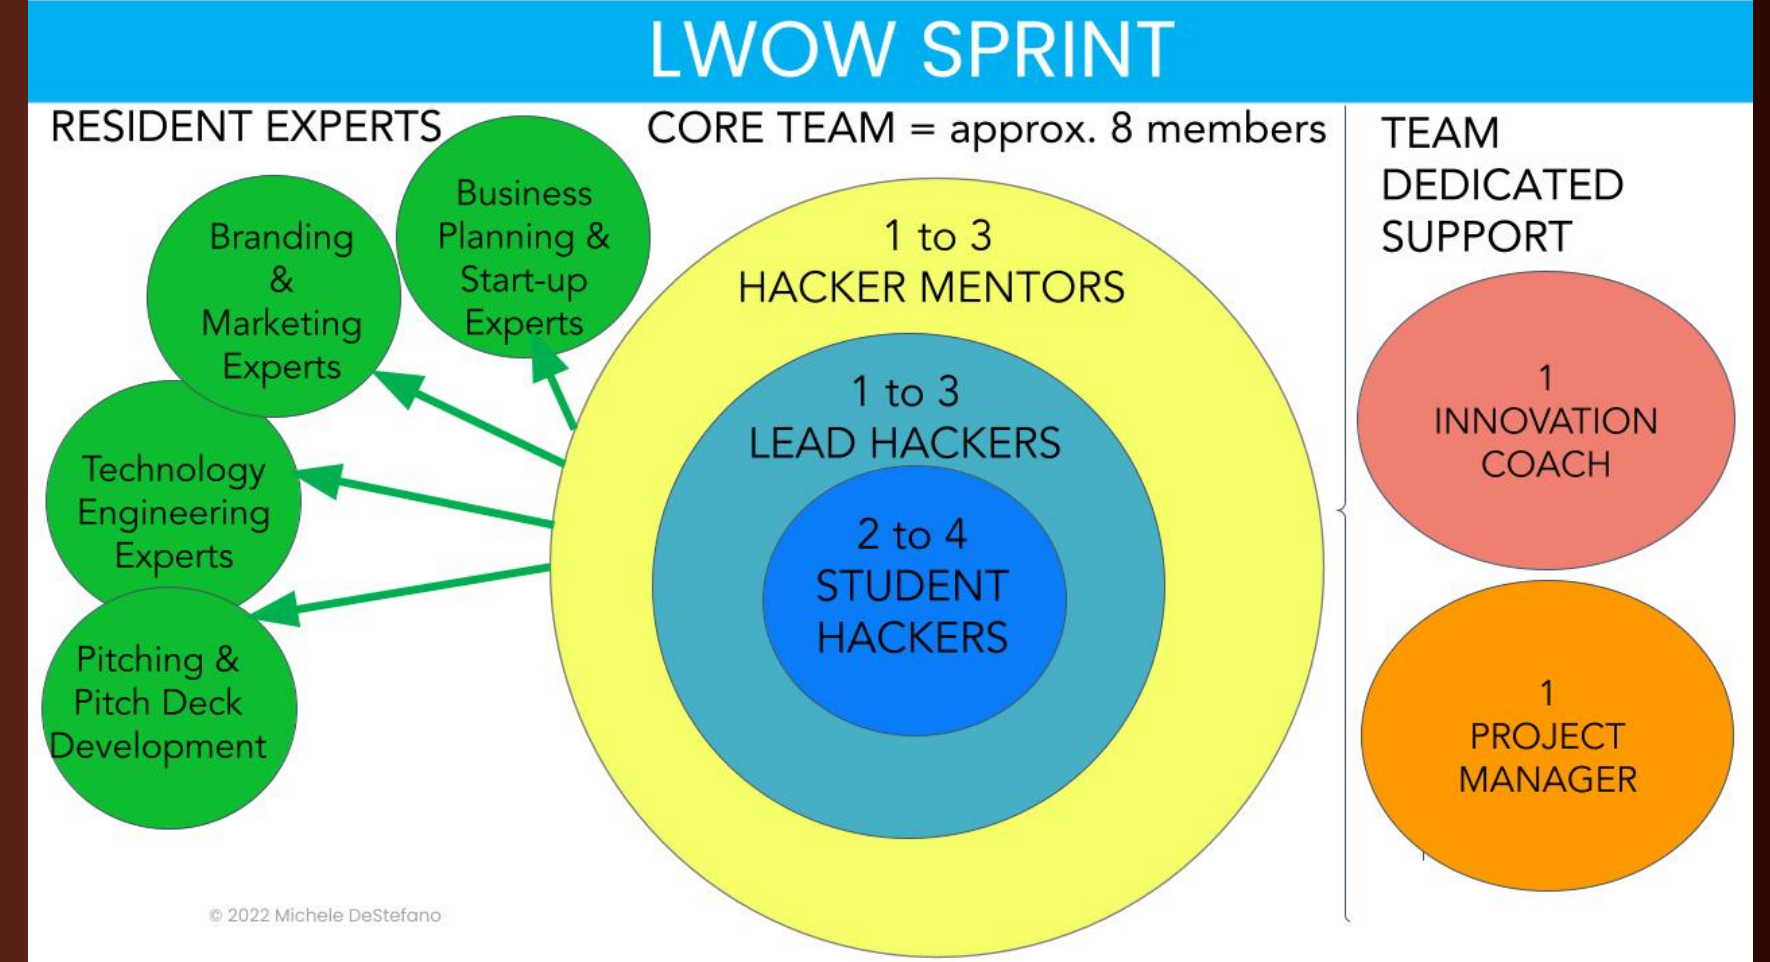 LWOW SPRINT
RESIDENT EXPERTS
Business
Planning &
Start-up
Experts
Branding
&
Marketing
Experts
Technology
Engineering
Experts
Pitching &
Pitch Deck
Development
CORE TEAM = approx. 8 members
1 to 3
HACKER MENTORS
1 to 3
LEAD HACKERS
2 to 4
STUDENT
HACKERS
TEAM
DEDICATED
SUPPORT
1
INNOVATION
COACH
1
PROJECT
MANAGER
© 2022 Michele DeStefano